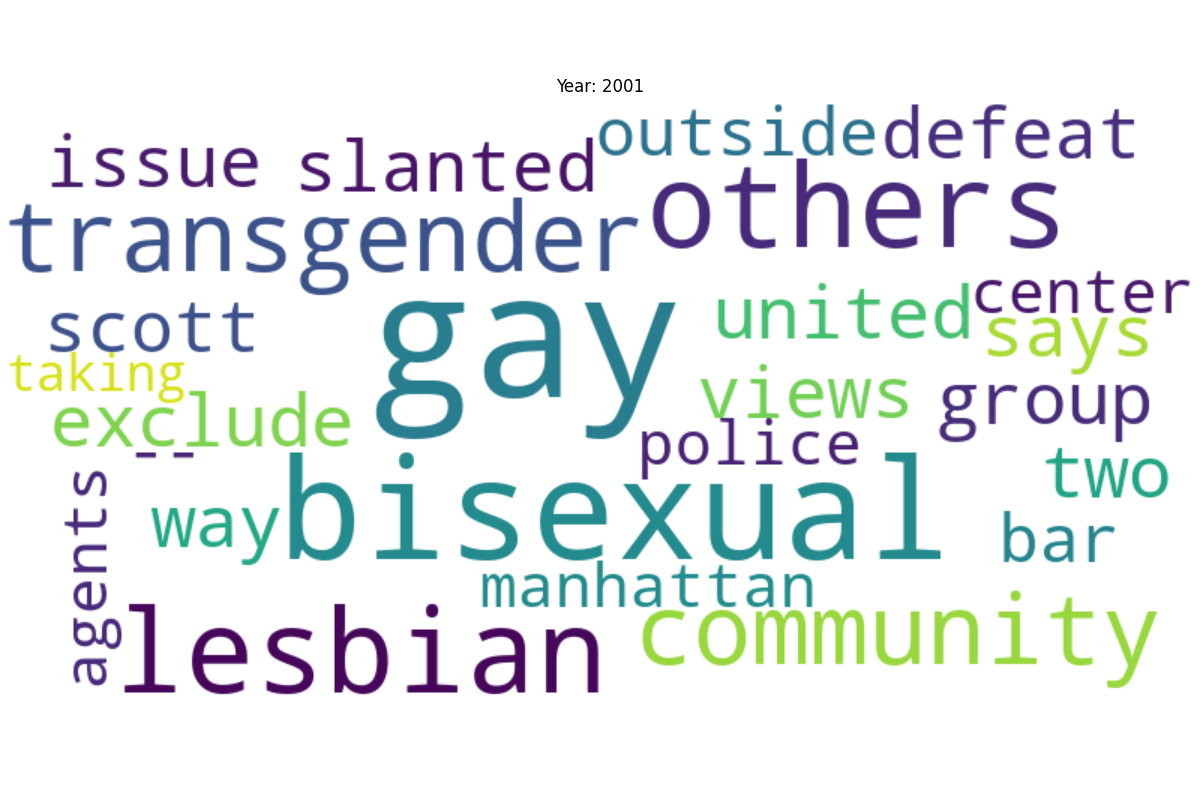 Year: 2001
outside defeat
issue slanted
others
transgender
center
united says
scott
gay
taking
views group
exclude
police
--
two
agents
way bisexual bar
manhattan
lesbian community